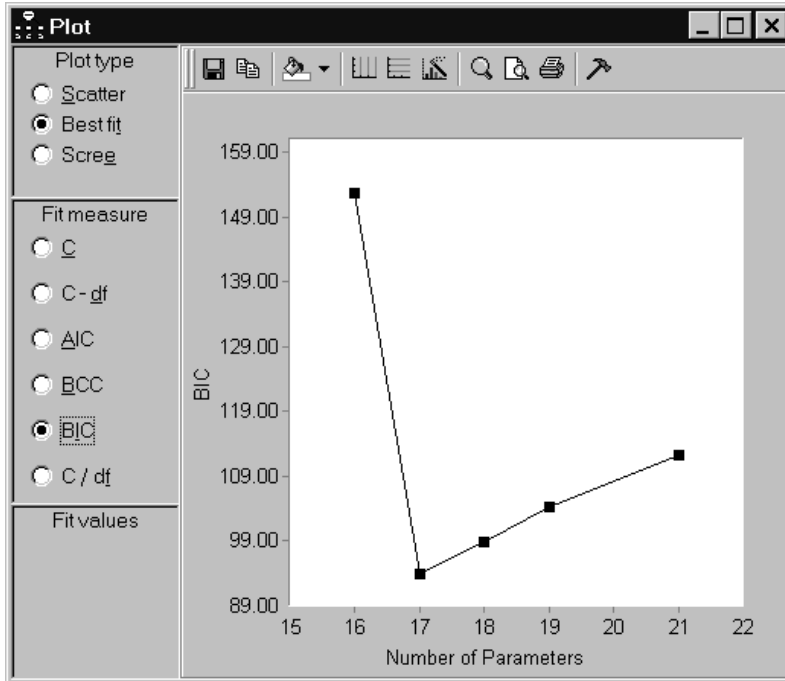 Plot
Plot type
Scatter
Best fit
Scree
Fit measure
C
C - df
AIC
BCC
BIC
C / df
Fit values
159.00
149.00
139.00
129.00
119.00
109.00
99.00
89.00
BIC
15 16 17 18 19 20 21 22
Number of Parameters